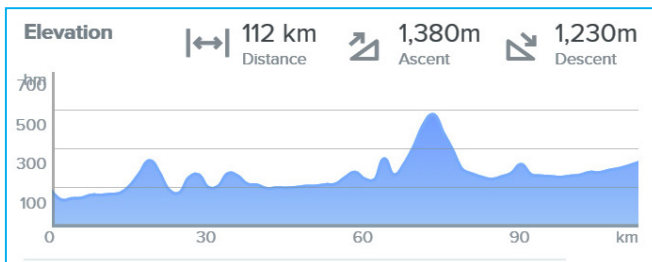 Elevation
112 km
Distance
1,380m
Ascent
1,230m
Descent
700
500
300
100
0 30 60 90 km